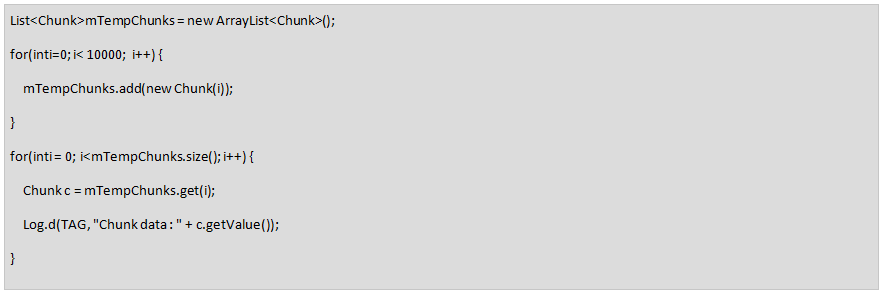 List<Chunk>mTempChunks = new ArrayList<Chunk>();
for(inti=0; i< 10000;  i++) {
mTempChunks.add(new Chunk(i));
}
for(inti = 0; i<mTempChunks.size(); i++) {
Chunk c = mTempChunks.get(i);
Log.d(TAG, "Chunk data : " + c.getValue());
}